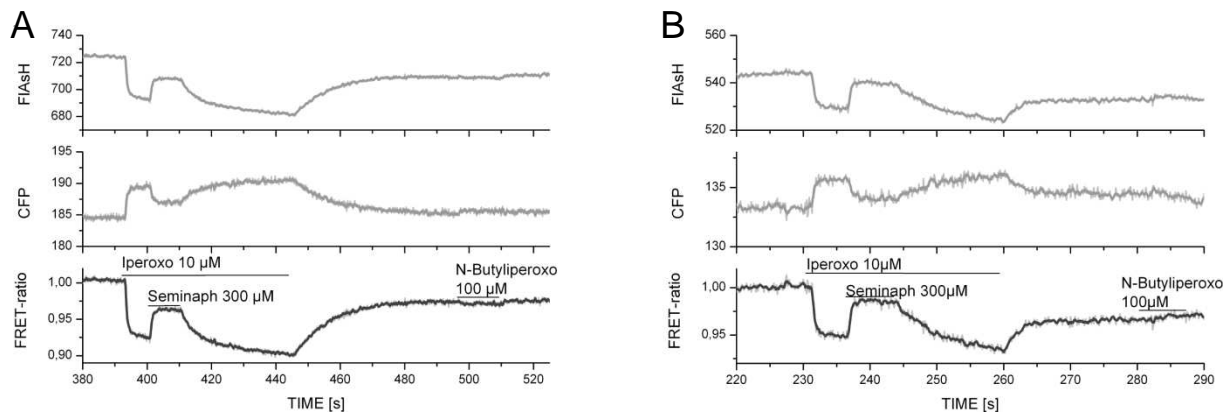 A
FlAsH
740
720
700
680
CFP
195
190
185
180
FRET-ratio
1,00
0,95
0,90
Iperoxo 10 µM
Seminaph 300 µM
N-Butyliperoxo
100 µM
380 400 420 440 460 480 500 520
TIME [s]
B
FlAsH
560
540
520
CFP
135
130
FRET-ratio
1,00
0,95
Iperoxo 10µM
Seminaph 300µM
N-Butyliperoxo
100µM
220 230 240 250 260 270 280 290
TIME [s]